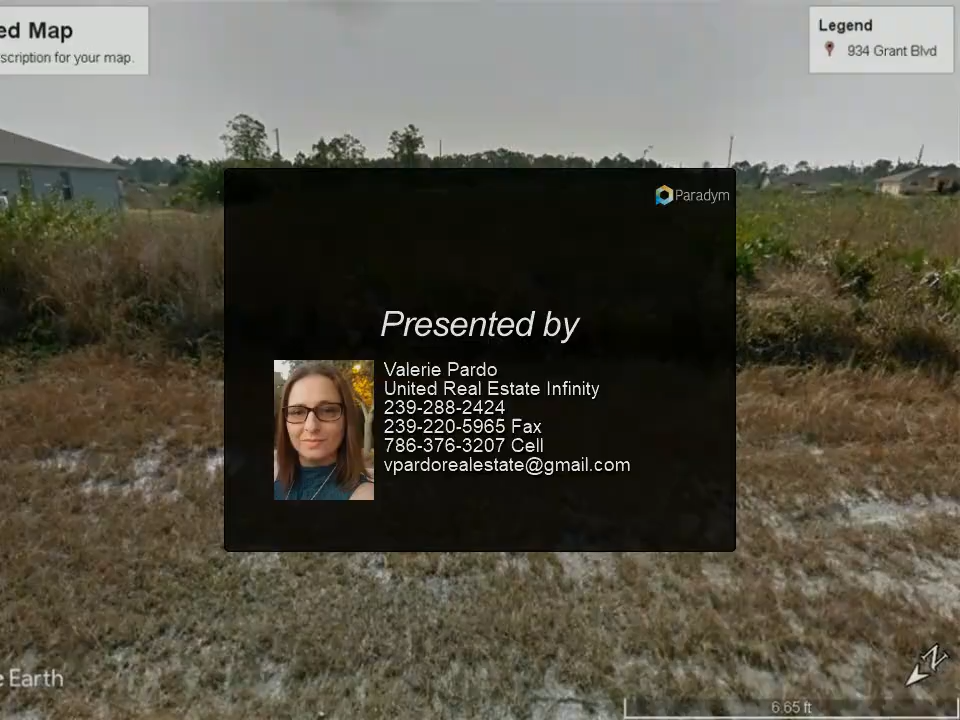 ed Map
scription for your map.
Legend
934 Grant Blvd
Paradym
Presented by
Valerie Pardo
United Real Estate Infinity
239-288-2424
239-220-5965 Fax
786-376-3207 Cell
vpardorealestate@gmail.com
e Earth
N
6.65 ft